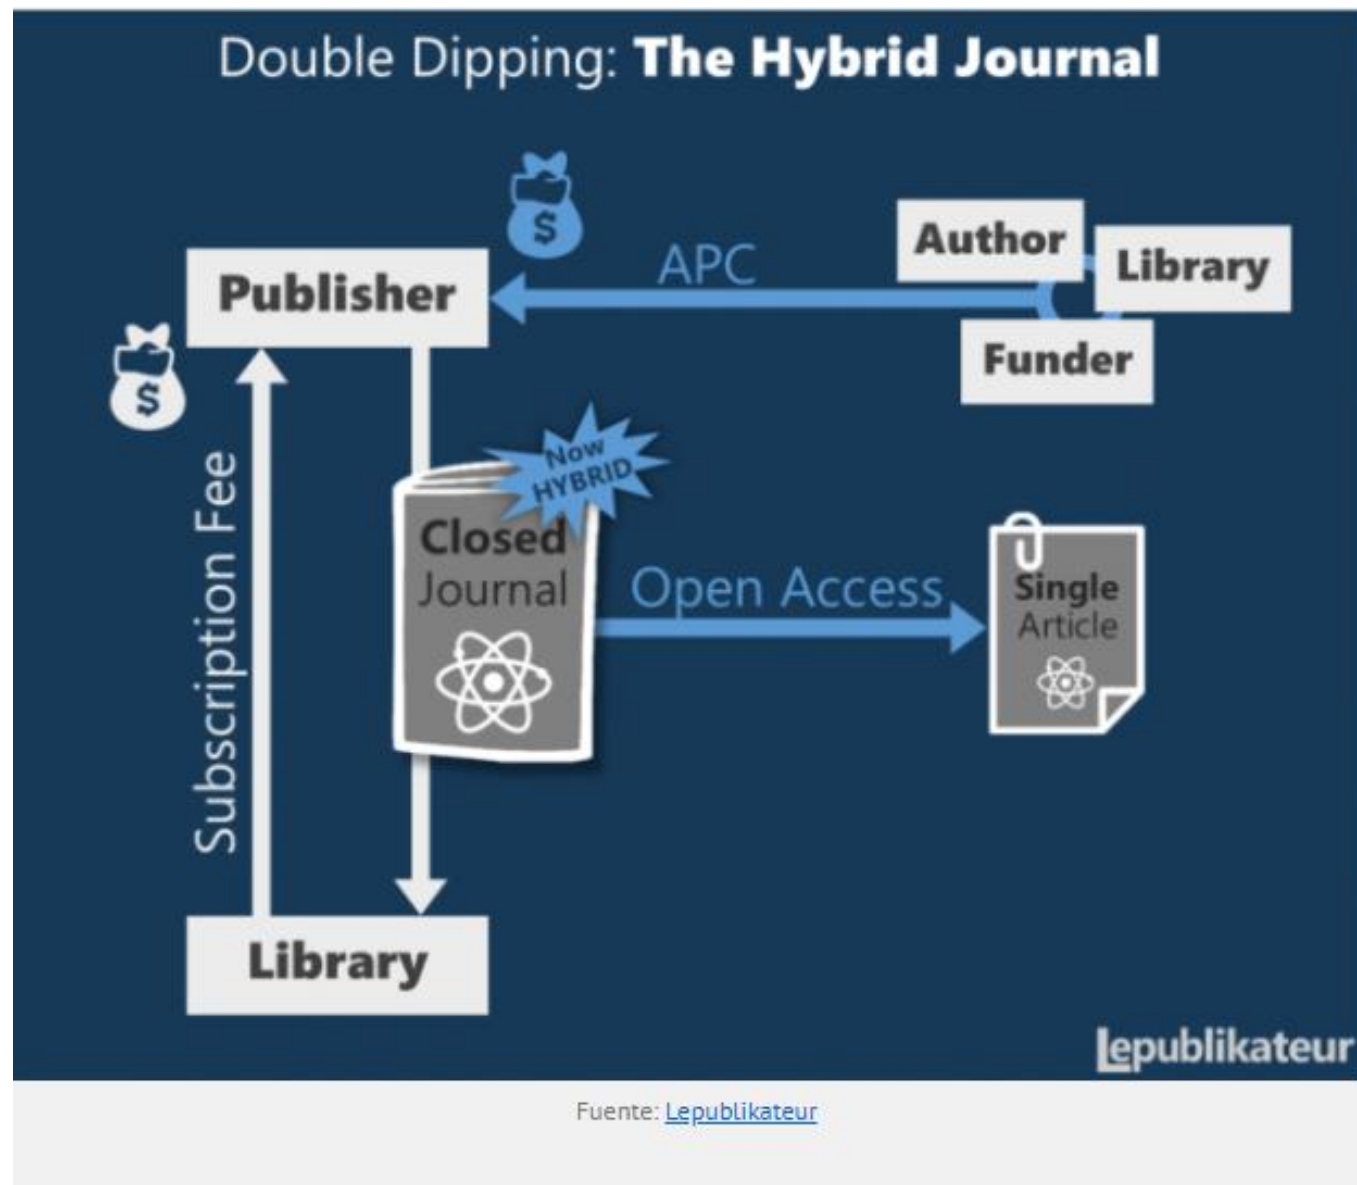 Double Dipping: The Hybrid Journal
$
APC
Author
Library
Publisher
Funder
$
Now
HYBRID
Closed
Journal
Open Access
Single
Article
Subscription Fee
Library
Lepublikateur
Fuente: Lepublikateur